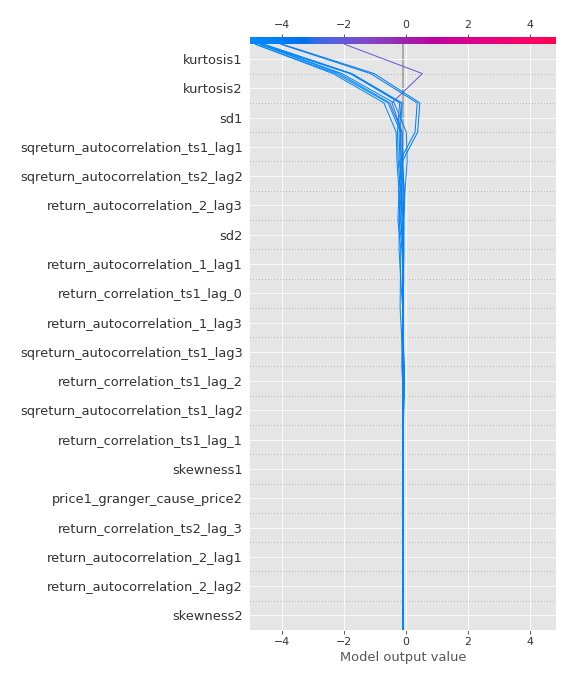 −4 −2 0 2 4
kurtosis1
kurtosis2
sd1
sqreturn_autocorrelation_ts1_lag1
sqreturn_autocorrelation_ts2_lag2
return_autocorrelation_2_lag3
sd2
return_autocorrelation_1_lag1
return_correlation_ts1_lag_0
return_autocorrelation_1_lag3
sqreturn_autocorrelation_ts1_lag3
return_correlation_ts1_lag_2
sqreturn_autocorrelation_ts1_lag2
return_correlation_ts1_lag_1
skewness1
price1_granger_cause_price2
return_correlation_ts2_lag_3
return_autocorrelation_2_lag1
return_autocorrelation_2_lag2
skewness2
−4 −2 0 2 4
Model output value